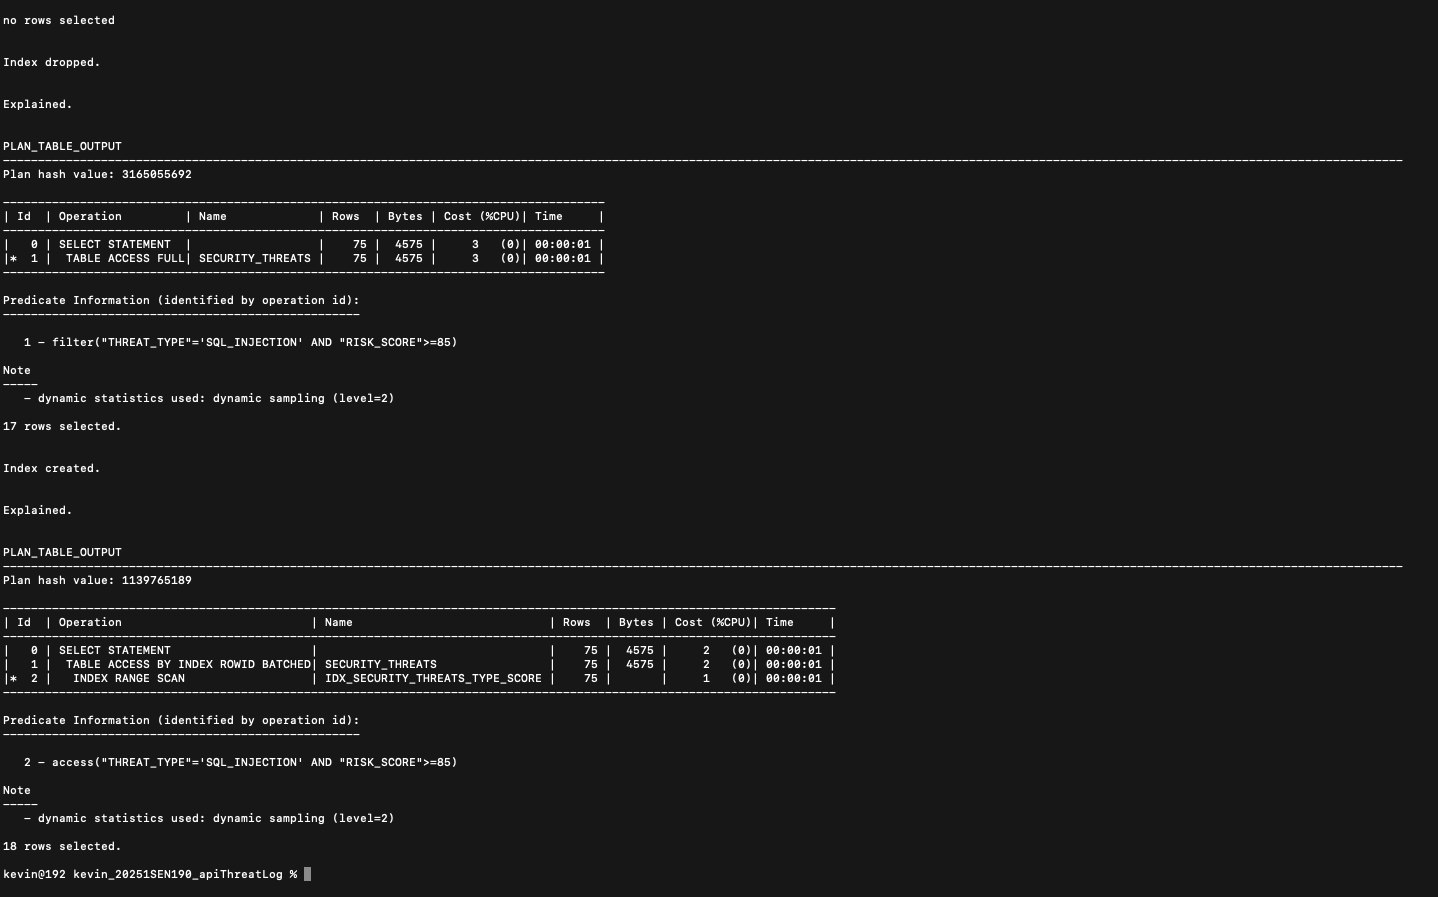 no rows selected
Index dropped.
Explained.
PLAN_TABLE_OUTPUT
--------------------------------------------------------------------------------------------------------------------------------------------------------------------------------------------------------
Plan hash value: 3165055692
--------------------------------------------------------------------------------------
| Id  | Operation         | Name             | Rows  | Bytes | Cost (%CPU)| Time     |
--------------------------------------------------------------------------------------
|   0 | SELECT STATEMENT  |                  |    75 |  4575 |     3   (0)| 00:00:01 |
|*  1 |  TABLE ACCESS FULL| SECURITY_THREATS |    75 |  4575 |     3   (0)| 00:00:01 |
--------------------------------------------------------------------------------------
Predicate Information (identified by operation id):
---------------------------------------------------
   1 - filter("THREAT_TYPE"='SQL_INJECTION' AND "RISK_SCORE">=85)
Note
-----
   - dynamic statistics used: dynamic sampling (level=2)
17 rows selected.
Index created.
Explained.
PLAN_TABLE_OUTPUT
--------------------------------------------------------------------------------------------------------------------------------------------------------------------------------------------------------
Plan hash value: 1139765189
-----------------------------------------------------------------------------------------------------------------------
| Id  | Operation                           | Name                            | Rows  | Bytes | Cost (%CPU)| Time     |
-----------------------------------------------------------------------------------------------------------------------
|   0 | SELECT STATEMENT                    |                                 |    75 |  4575 |     2   (0)| 00:00:01 |
|   1 |  TABLE ACCESS BY INDEX ROWID BATCHED| SECURITY_THREATS                |    75 |  4575 |     2   (0)| 00:00:01 |
|*  2 |   INDEX RANGE SCAN                  | IDX_SECURITY_THREATS_TYPE_SCORE |    75 |       |     1   (0)| 00:00:01 |
-----------------------------------------------------------------------------------------------------------------------
Predicate Information (identified by operation id):
---------------------------------------------------
   2 - access("THREAT_TYPE"='SQL_INJECTION' AND "RISK_SCORE">=85)
Note
-----
   - dynamic statistics used: dynamic sampling (level=2)
18 rows selected.
kevin@192 kevin_20251SEN190_apiThreatLog %